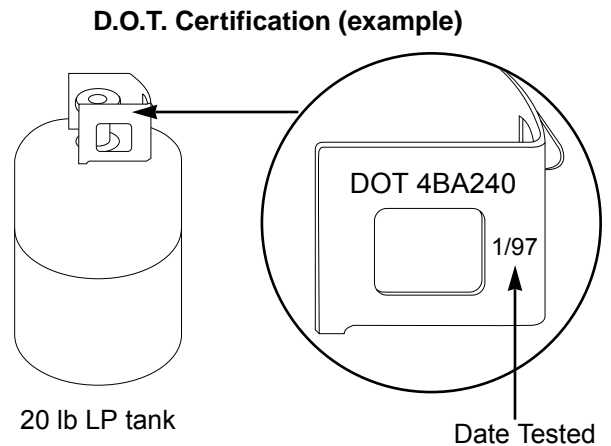 D.O.T. Certification (example)
DOT 4BA240
1/97
20 lb LP tank
Date Tested